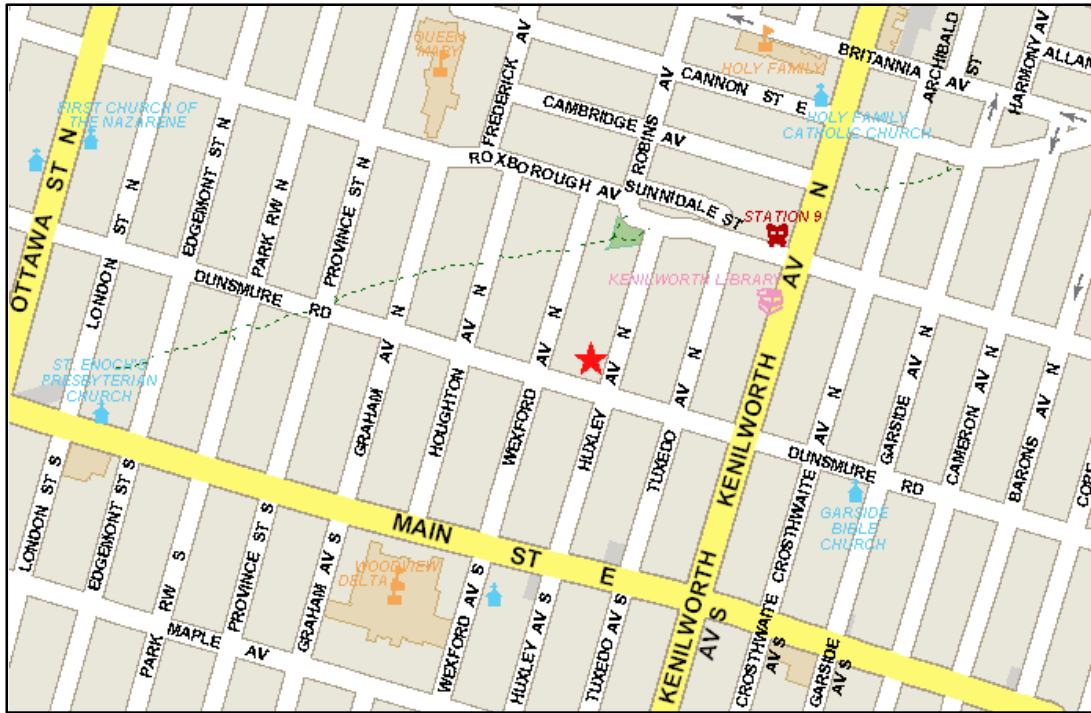 QUEEN
MARY
FREDERICK AV
HOLY FAMILY
BRITANNIA AV
ARCHIBALD ST
HARMONY AV
ALLAN
CANNON ST E
CAMBRIDGE AV
ROBINS AV
HOLY FAMILY
CATHOLIC CHURCH
FIRST CHURCH OF
THE NAZARENE
OTTAWA ST N
LONDON ST N
EDGEMONT ST N
PARK RW N
PROVINCE ST N
ROXBOROUGH AV
SUNNIDALE ST
STATION 9
KENILWORTH LIBRARY
KENILWORTH AV N
DUNSMURE RD
ST. ENOCH'S
PRESBYTERIAN
CHURCH
GRAHAM AV N
HOUGHTON AV N
WEXFORD AV N
HUXLEY AV N
TUXEDO AV N
CROSTHWAITE AV N
GARSIDE AV N
CAMERON AV N
BARONS AV N
CORE
DUNSMURE RD
GARSIDE
BIBLE
CHURCH
MAIN ST E
LONDON ST S
EDGEMONT ST S
PARK RW S
PROVINCE ST S
GRAHAM AV S
WOODVIEW
DELTA
WEXFORD AV S
HUXLEY AV S
TUXEDO AV S
KENILWORTH AV S
CROSTHWAITE AV S
GARSIDE AV S
MAPLE AV